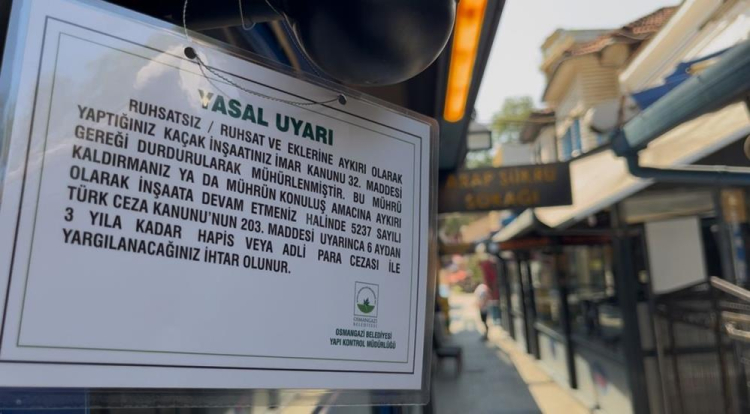 YASAL UYARI
RUHSATSIZ / RUHSAT VE EKLERİNE AYKIRI OLARAK
YAPTIĞINIZ KAÇAK İNŞAATINIZ İMAR KANUNU 32. MADDESİ
GEREĞİ DURDURULARAK MÜHÜRLENMİŞTİR. BU MÜHRÜ
KALDIRMANIZ YA DA MÜHRÜN KONULUŞ AMACINA AYKIRI
OLARAK İNŞAATA DEVAM ETMENİZ HALİNDE 5237 SAYILI
TÜRK CEZA KANUNU'NUN 203. MADDESİ UYARINCA 6 AYDAN
3 YILA KADAR HAPİS VEYA ADLİ PARA CEZASI İLE
YARGILANACAĞINIZ İHTAR OLUNUR.
OSMANGAZİ
BELEDİYESİ
OSMANGAZİ BELEDİYESİ
YAPI KONTROL MÜDÜRLÜĞÜ
ŞÜKRÜ
SOKAĞI